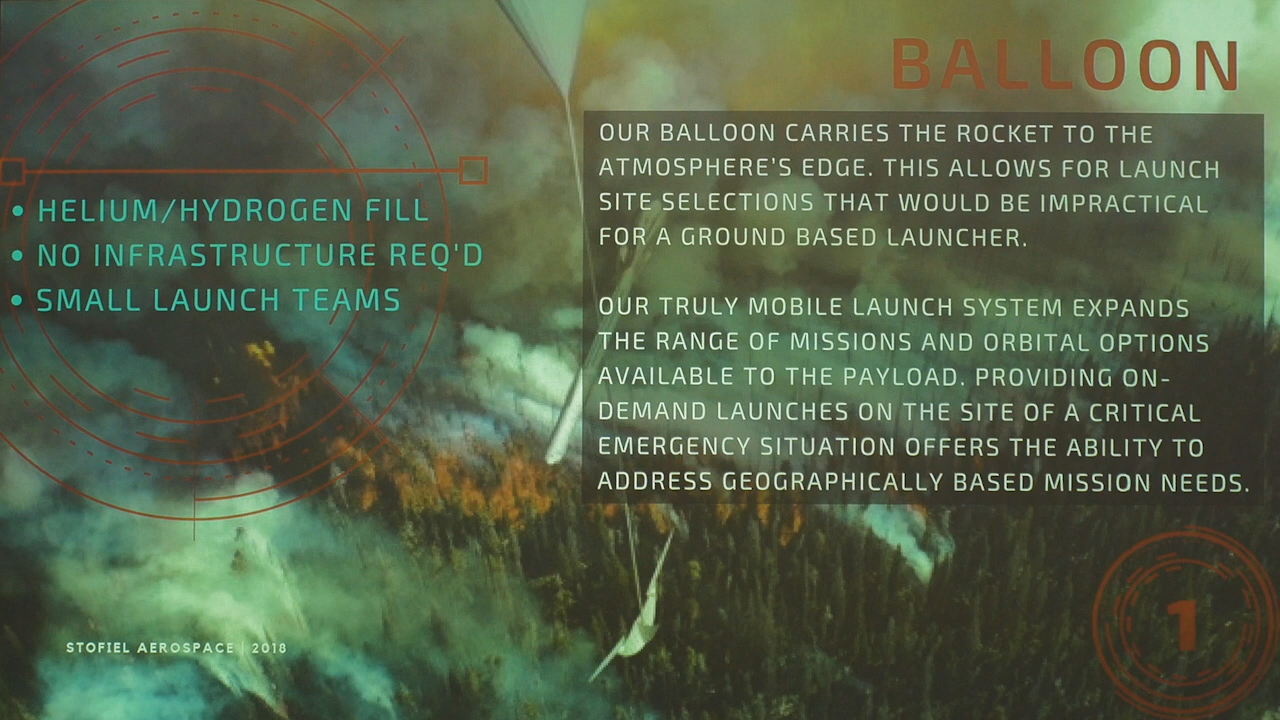 BALLOON
• HELIUM/HYDROGEN FILL
• NO INFRASTRUCTURE REQ'D
• SMALL LAUNCH TEAMS
OUR BALLOON CARRIES THE ROCKET TO THE
ATMOSPHERE'S EDGE. THIS ALLOWS FOR LAUNCH
SITE SELECTIONS THAT WOULD BE IMPRACTICAL
FOR A GROUND BASED LAUNCHER.
OUR TRULY MOBILE LAUNCH SYSTEM EXPANDS
THE RANGE OF MISSIONS AND ORBITAL OPTIONS
AVAILABLE TO THE PAYLOAD. PROVIDING ON-
DEMAND LAUNCHES ON THE SITE OF A CRITICAL
EMERGENCY SITUATION OFFERS THE ABILITY TO
ADDRESS GEOGRAPHICALLY BASED MISSION NEEDS.
STOFIEL AEROSPACE | 2018
1